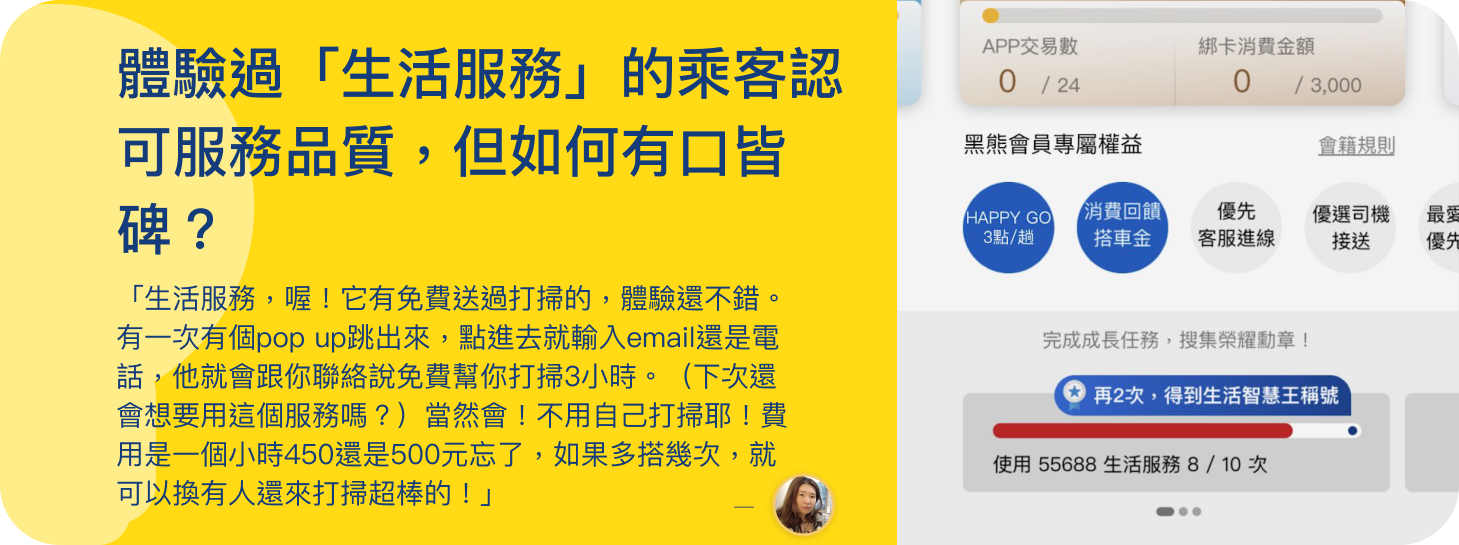 體驗過「生活服務」的乘客認
可服務品質，但如何有口皆
碑？
「生活服務，喔！它有免費送過打掃的，體驗還不錯。
有一次有個pop up跳出來，點進去就輸入email還是電
話，他就會跟你聯絡說免費幫你打掃3小時。（下次還
會想要用這個服務嗎？）當然會！不用自己打掃耶！費
用是一個小時450還是500元忘了，如果多搭幾次，就
可以換有人還來打掃超棒的！」
—
APP交易數
0 / 24
綁卡消費金額
0 / 3,000
黑熊會員專屬權益
會籍規則
HAPPY GO
3點/趟
消費回饋
搭車金
優先
客服進線
優選司機
接送
最愛
優先
完成成長任務，搜集榮耀勳章！
再2次，得到生活智慧王稱號
使用 55688 生活服務 8 / 10 次